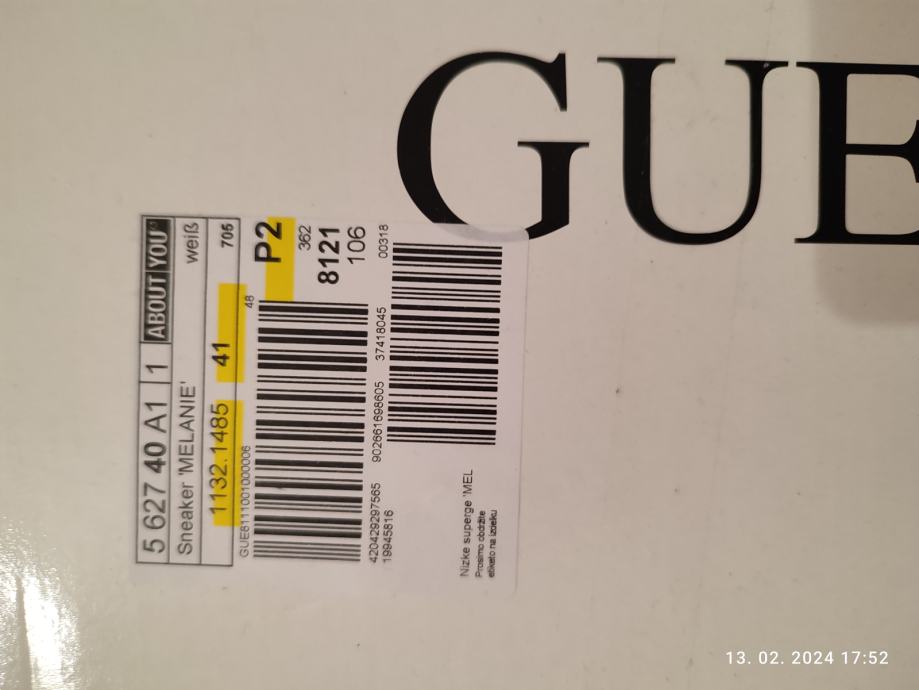 GUE
5 627 40 A1 1 ABOUT YOU°
Sneaker 'MELANIE' weiß
1132.1485 41 705
GUE8111001000006 48
P2
362
8121
106
420429297565 902661698605 37418045 00318
19945816
Nizke superge 'MEL
Prosimo obdržite
etiketo na izdelku
13. 02. 2024 17:52